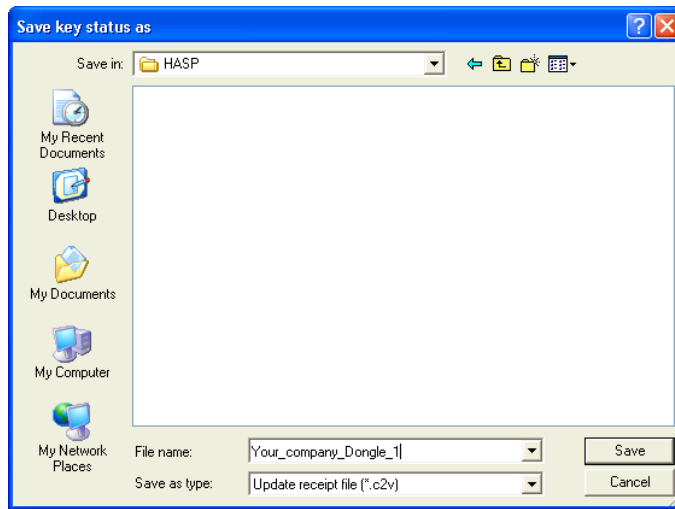 Save key status as
Save in: HASP
My Recent
Documents
Desktop
My Documents
My Computer
My Network
Places
File name: Your_company_Dongle_1 Save
Save as type: Update receipt file (*.c2v) Cancel